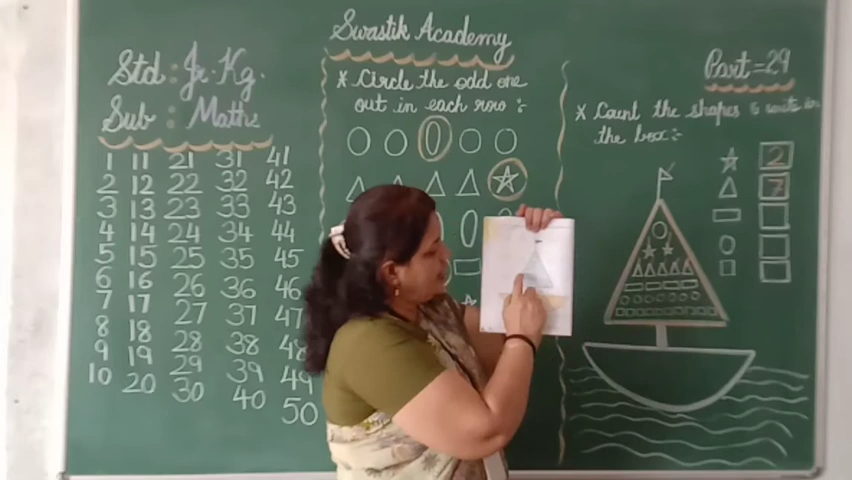 Swastik Academy
Std : Jr. Kg.
Sub : Maths
1 11 21 31 41
2 12 22 32 42
3 13 23 33 43
4 14 24 34 44
5 15 25 35 45
6 16 26 36 46
7 17 27 37 47
8 18 28 38 48
9 19 29 39 49
10 20 30 40 50
* Circle the odd one
out in each row :-
Part = 29
* Count the shapes & write in
the box :-
2
7